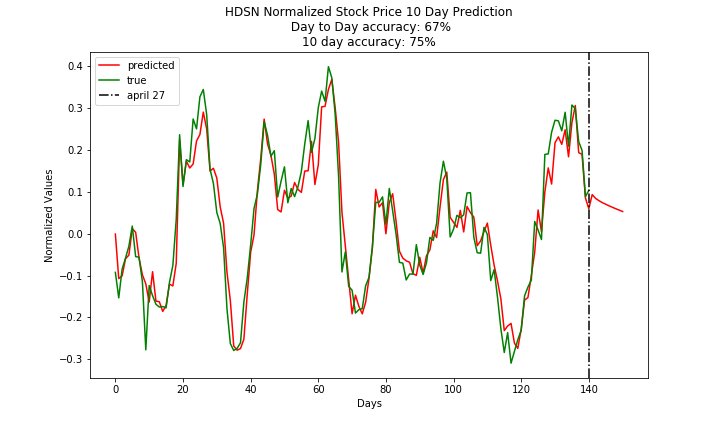 HDSN Normalized Stock Price 10 Day Prediction
Day to Day accuracy: 67%
10 day accuracy: 75%
predicted
true
april 27
Normalized Values
0.4
0.3
0.2
0.1
0.0
−0.1
−0.2
−0.3
0 20 40 60 80 100 120 140
Days